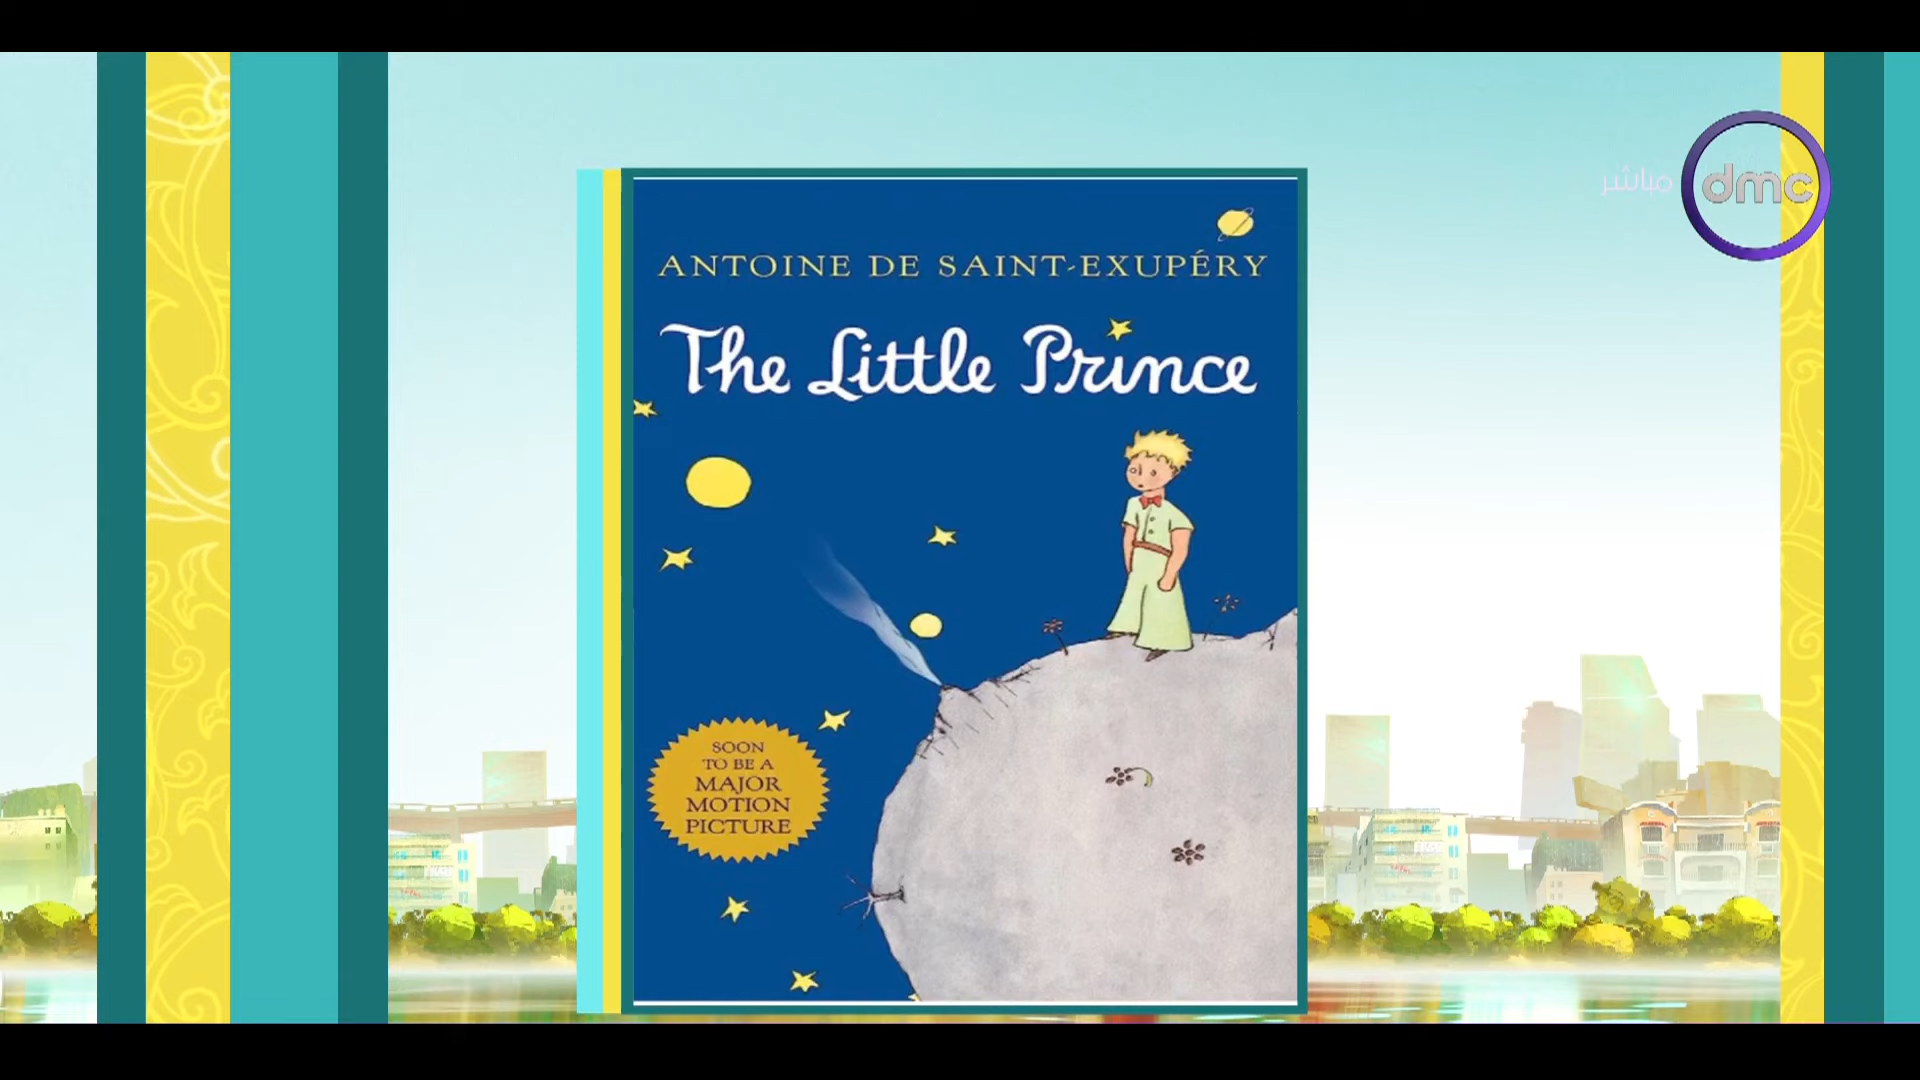 مباشر
dmc
ANTOINE DE SAINT-EXUPÉRY
The Little Prince
SOON
TO BE A
MAJOR
MOTION
PICTURE